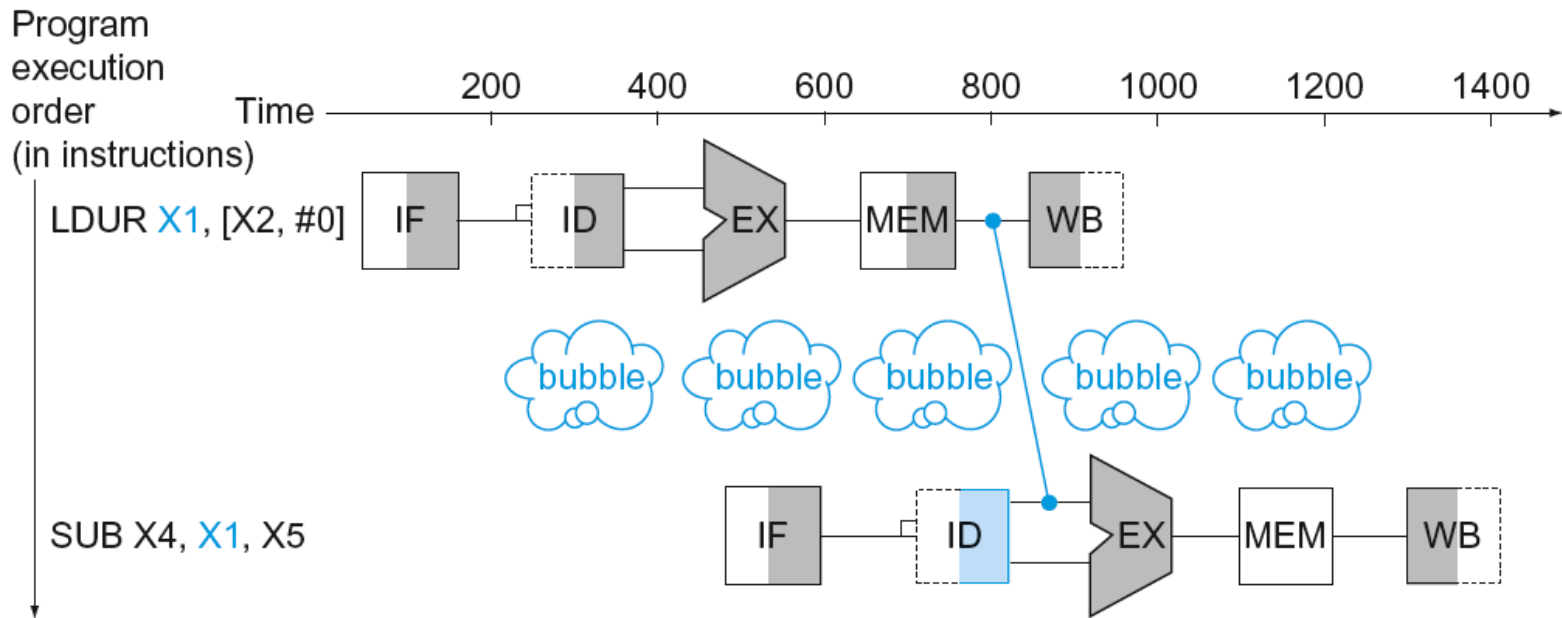 Program
execution
order
(in instructions)
Time
200 400 600 800 1000 1200 1400
LDUR X1, [X2, #0]
IF ID EX MEM WB
bubble bubble bubble bubble bubble
SUB X4, X1, X5
IF ID EX MEM WB